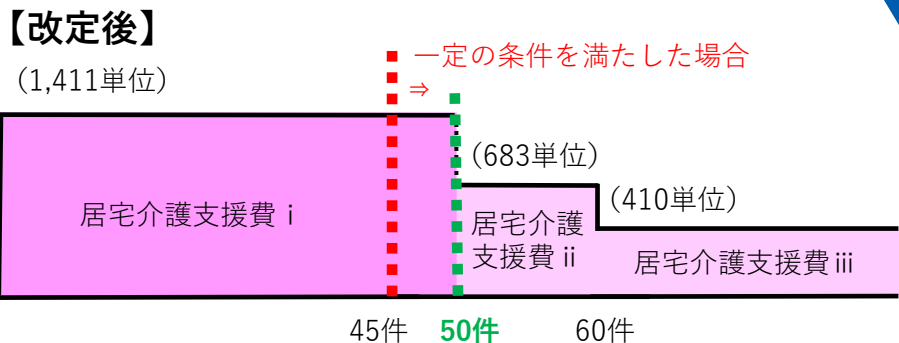 【改定後】
（1,411単位）
一定の条件を満たした場合
⇒
（683単位）
（410単位）
居宅介護支援費ⅰ
居宅介護
支援費ⅱ
居宅介護支援費ⅲ
45件
50件
60件